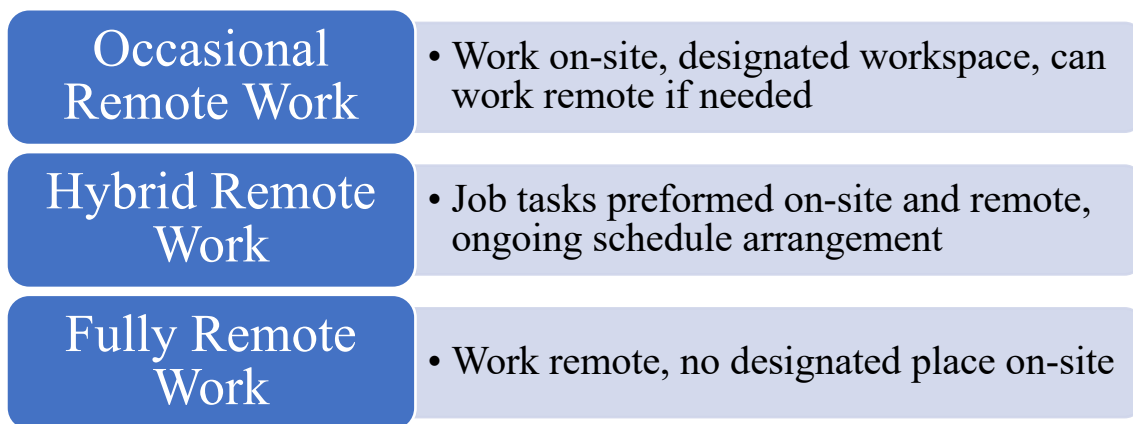 Occasional
Remote Work
• Work on-site, designated workspace, can
work remote if needed
Hybrid Remote
Work
• Job tasks preformed on-site and remote,
ongoing schedule arrangement
Fully Remote
Work
• Work remote, no designated place on-site